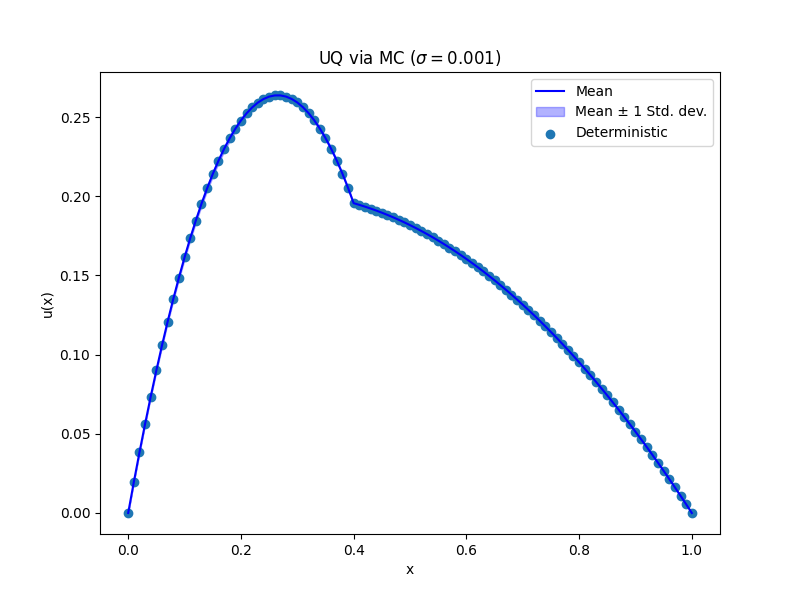 UQ via MC (σ = 0.001)
Mean
Mean ± 1 Std. dev.
Deterministic
u(x)
0.25
0.20
0.15
0.10
0.05
0.00
0.0 0.2 0.4 0.6 0.8 1.0
x